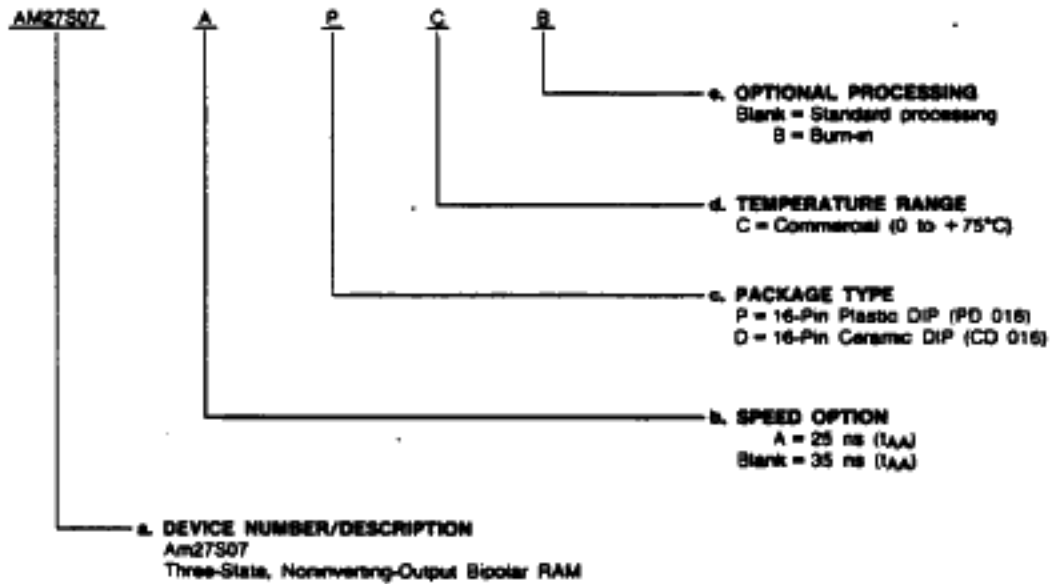 AM27S07 A P C B
e. OPTIONAL PROCESSING
Blank = Standard processing
B = Burn-in
d. TEMPERATURE RANGE
C = Commercial (0 to +75°C)
c. PACKAGE TYPE
P = 16-Pin Plastic DIP (PD 016)
D = 16-Pin Ceramic DIP (CD 016)
b. SPEED OPTION
A = 25 ns (tAA)
Blank = 35 ns (tAA)
a. DEVICE NUMBER/DESCRIPTION
Am27S07
Three-State, Noninverting-Output Bipolar RAM